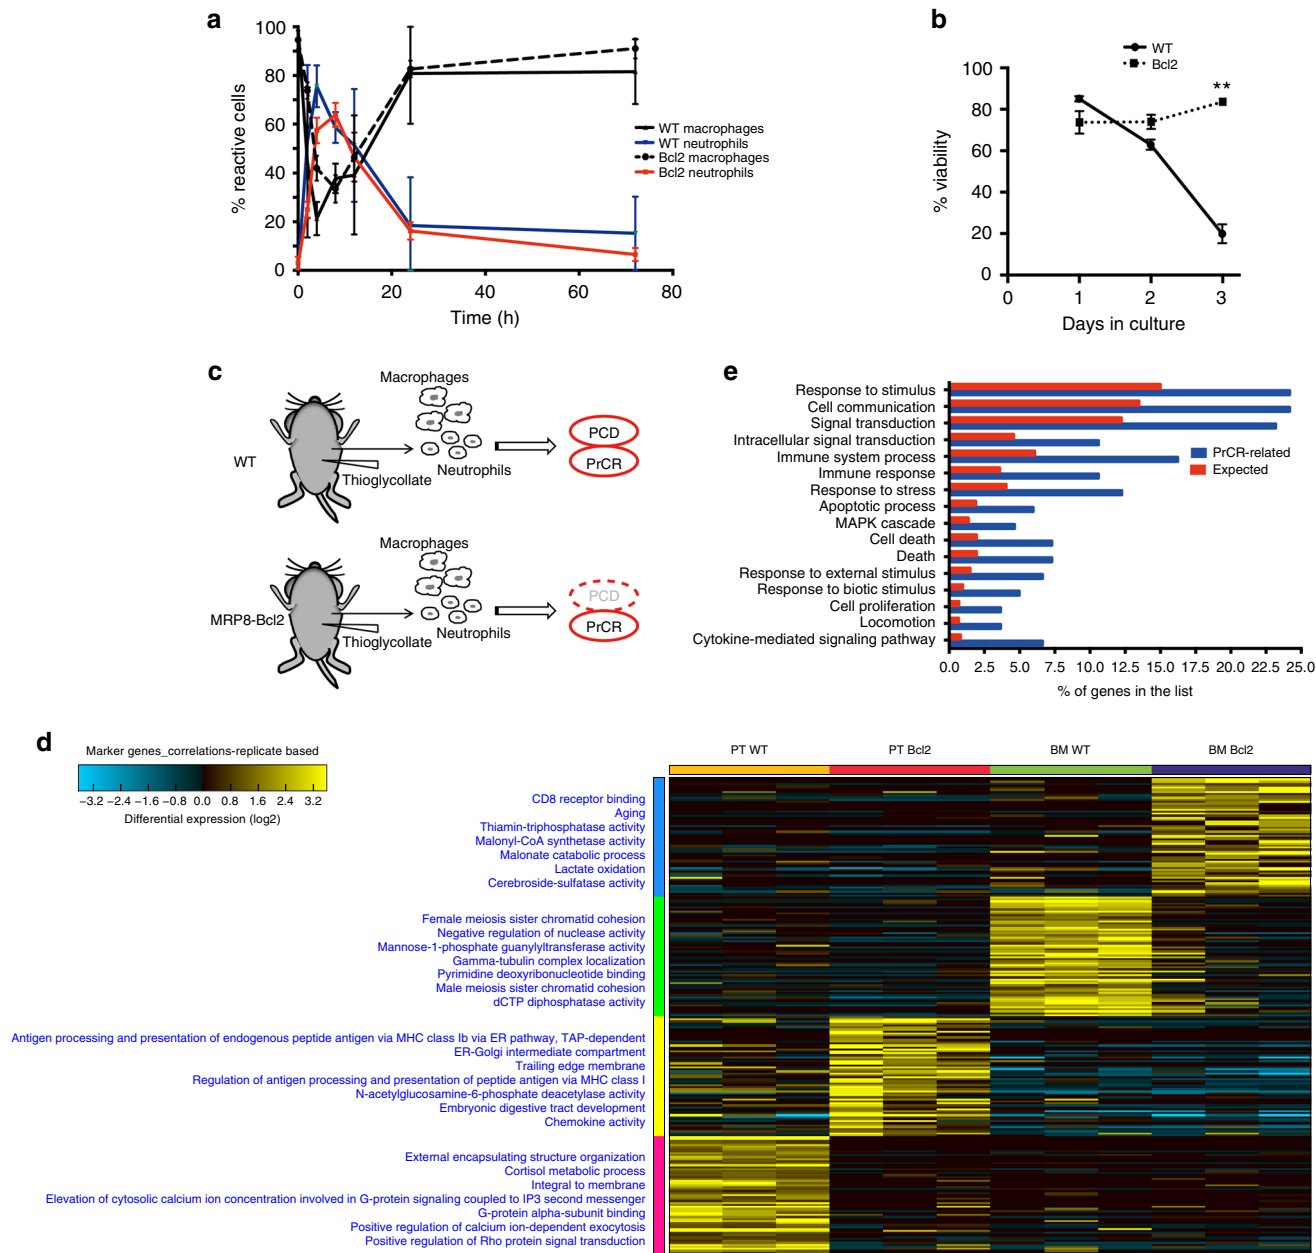 a
100
80
60
40
20
0
% reactive cells
0 20 40 60 80
Time (h)
WT macrophages
WT neutrophils
Bcl2 macrophages
Bcl2 neutrophils
b
WT
Bcl2
**
100
80
60
40
20
0
% viability
0 1 2 3
Days in culture
c
Macrophages
WT
Thioglycollate
Neutrophils
PCD
PrCR
Macrophages
MRP8-Bcl2
Thioglycollate
Neutrophils
PCD
PrCR
e
Response to stimulus
Cell communication
Signal transduction
Intracellular signal transduction
Immune system process
Immune response
Response to stress
Apoptotic process
MAPK cascade
Cell death
Death
Response to external stimulus
Response to biotic stimulus
Cell proliferation
Locomotion
Cytokine-mediated signaling pathway
PrCR-related
Expected
0.0 2.5 5.0 7.5 10.0 12.5 15.0 17.5 20.0 22.5 25.0
% of genes in the list
d
Marker genes_correlations-replicate based
−3.2 −2.4 −1.6 −0.8 0.0 0.8 1.6 2.4 3.2
Differential expression (log2)
PT WT PT Bcl2 BM WT BM Bcl2
CD8 receptor binding
Aging
Thiamin-triphosphatase activity
Malonyl-CoA synthetase activity
Malonate catabolic process
Lactate oxidation
Cerebroside-sulfatase activity
Female meiosis sister chromatid cohesion
Negative regulation of nuclease activity
Mannose-1-phosphate guanylyltransferase activity
Gamma-tubulin complex localization
Pyrimidine deoxyribonucleotide binding
Male meiosis sister chromatid cohesion
dCTP diphosphatase activity
Antigen processing and presentation of endogenous peptide antigen via MHC class Ib via ER pathway, TAP-dependent
ER-Golgi intermediate compartment
Trailing edge membrane
Regulation of antigen processing and presentation of peptide antigen via MHC class I
N-acetylglucosamine-6-phosphate deacetylase activity
Embryonic digestive tract development
Chemokine activity
External encapsulating structure organization
Cortisol metabolic process
Integral to membrane
Elevation of cytosolic calcium ion concentration involved in G-protein signaling coupled to IP3 second messenger
G-protein alpha-subunit binding
Positive regulation of calcium ion-dependent exocytosis
Positive regulation of Rho protein signal transduction